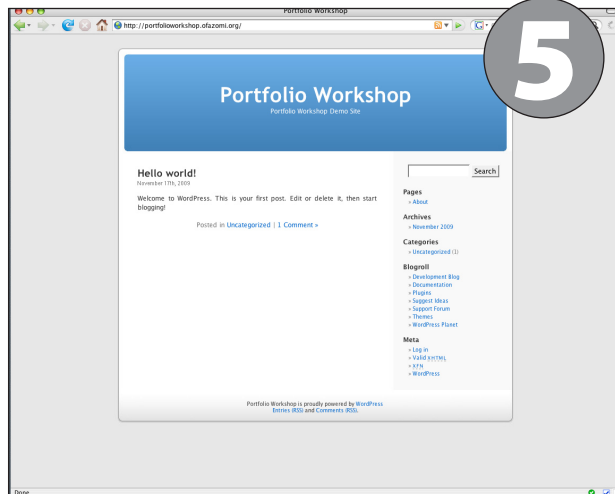 Portfolio Workshop
http://portfolioworkshop.ofazomi.org/
G
5
Portfolio Workshop
Portfolio Workshop Demo Site
Hello world!
November 17th, 2009
Welcome to WordPress. This is your first post. Edit or delete it, then start
blogging!
Posted in Uncategorized | 1 Comment »
Search
Pages
» About
Archives
» November 2009
Categories
» Uncategorized (1)
Blogroll
» Development Blog
» Documentation
» Plugins
» Suggest Ideas
» Support Forum
» Themes
» WordPress Planet
Meta
» Log in
» Valid XHTML
» XFN
» WordPress
Portfolio Workshop is proudly powered by WordPress
Entries (RSS) and Comments (RSS).
Done